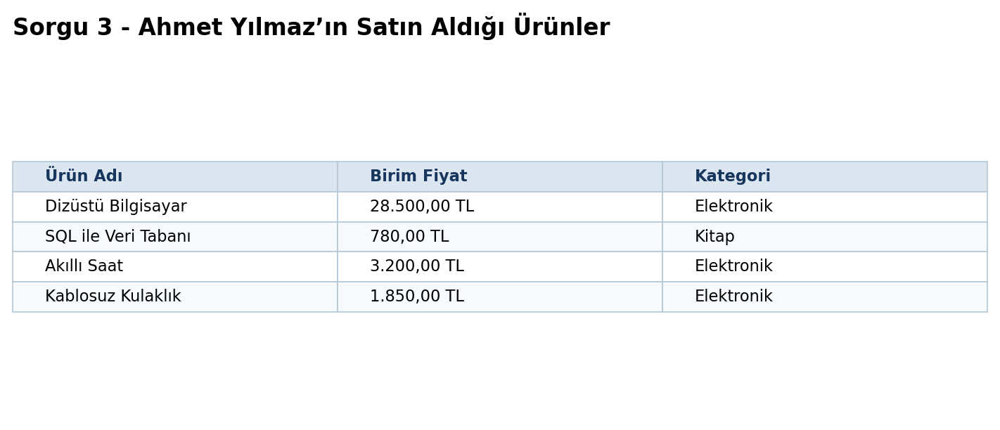 Sorgu 3 - Ahmet Yılmaz’ın Satın Aldığı Ürünler
Ürün Adı Birim Fiyat Kategori
Dizüstü Bilgisayar 28.500,00 TL Elektronik
SQL ile Veri Tabanı 780,00 TL Kitap
Akıllı Saat 3.200,00 TL Elektronik
Kablosuz Kulaklık 1.850,00 TL Elektronik